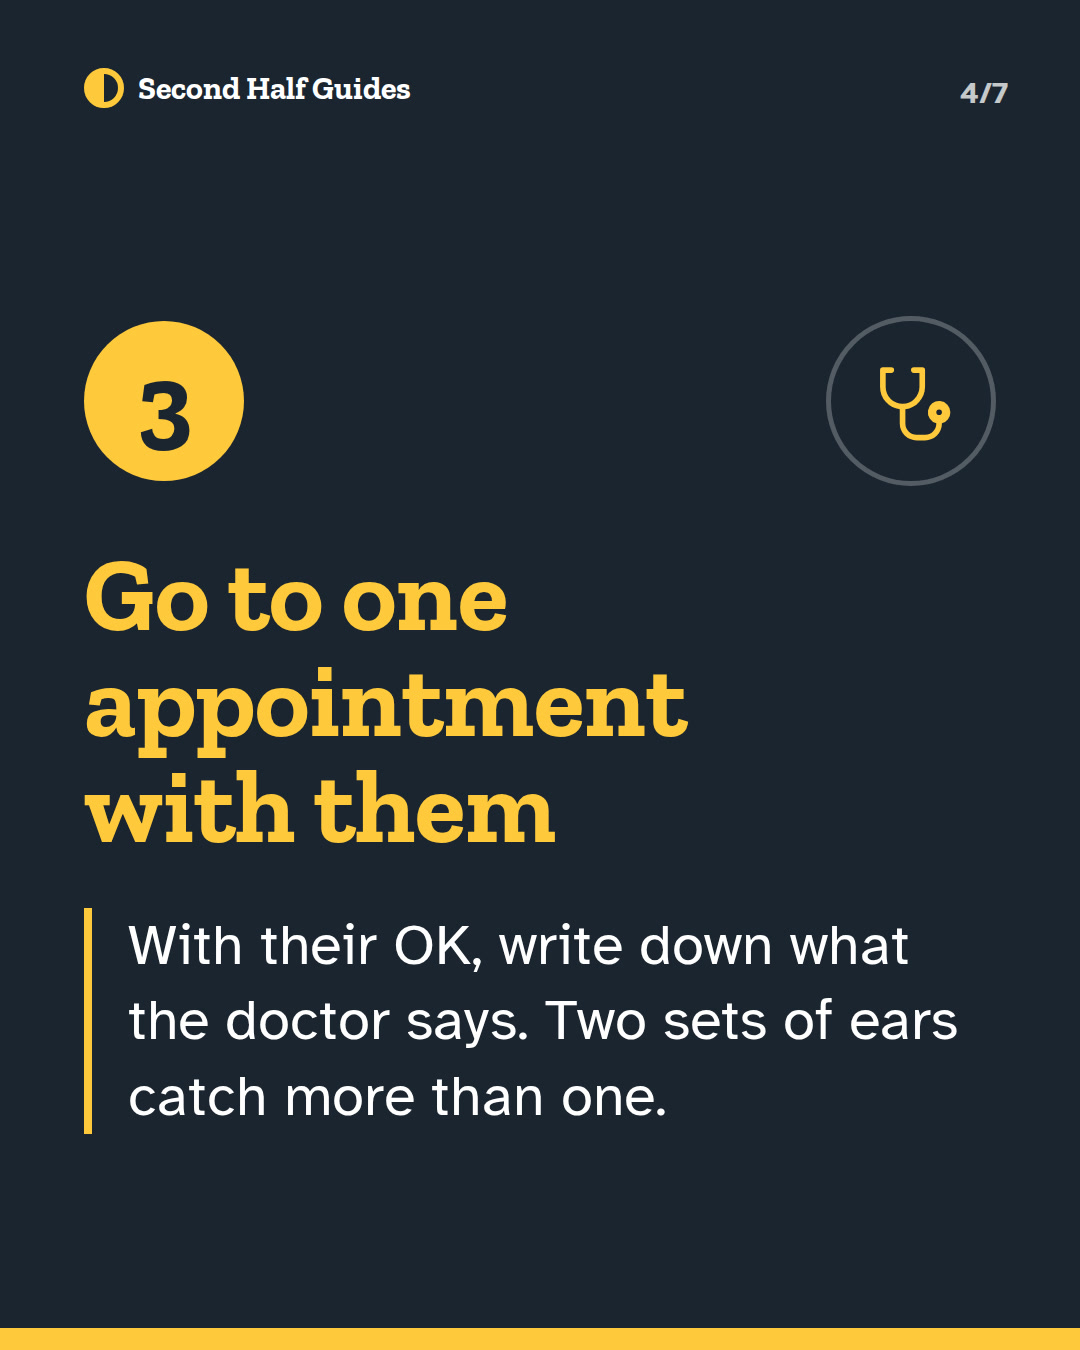 Second Half Guides
4/7
3
Go to one
appointment
with them
With their OK, write down what
the doctor says. Two sets of ears
catch more than one.